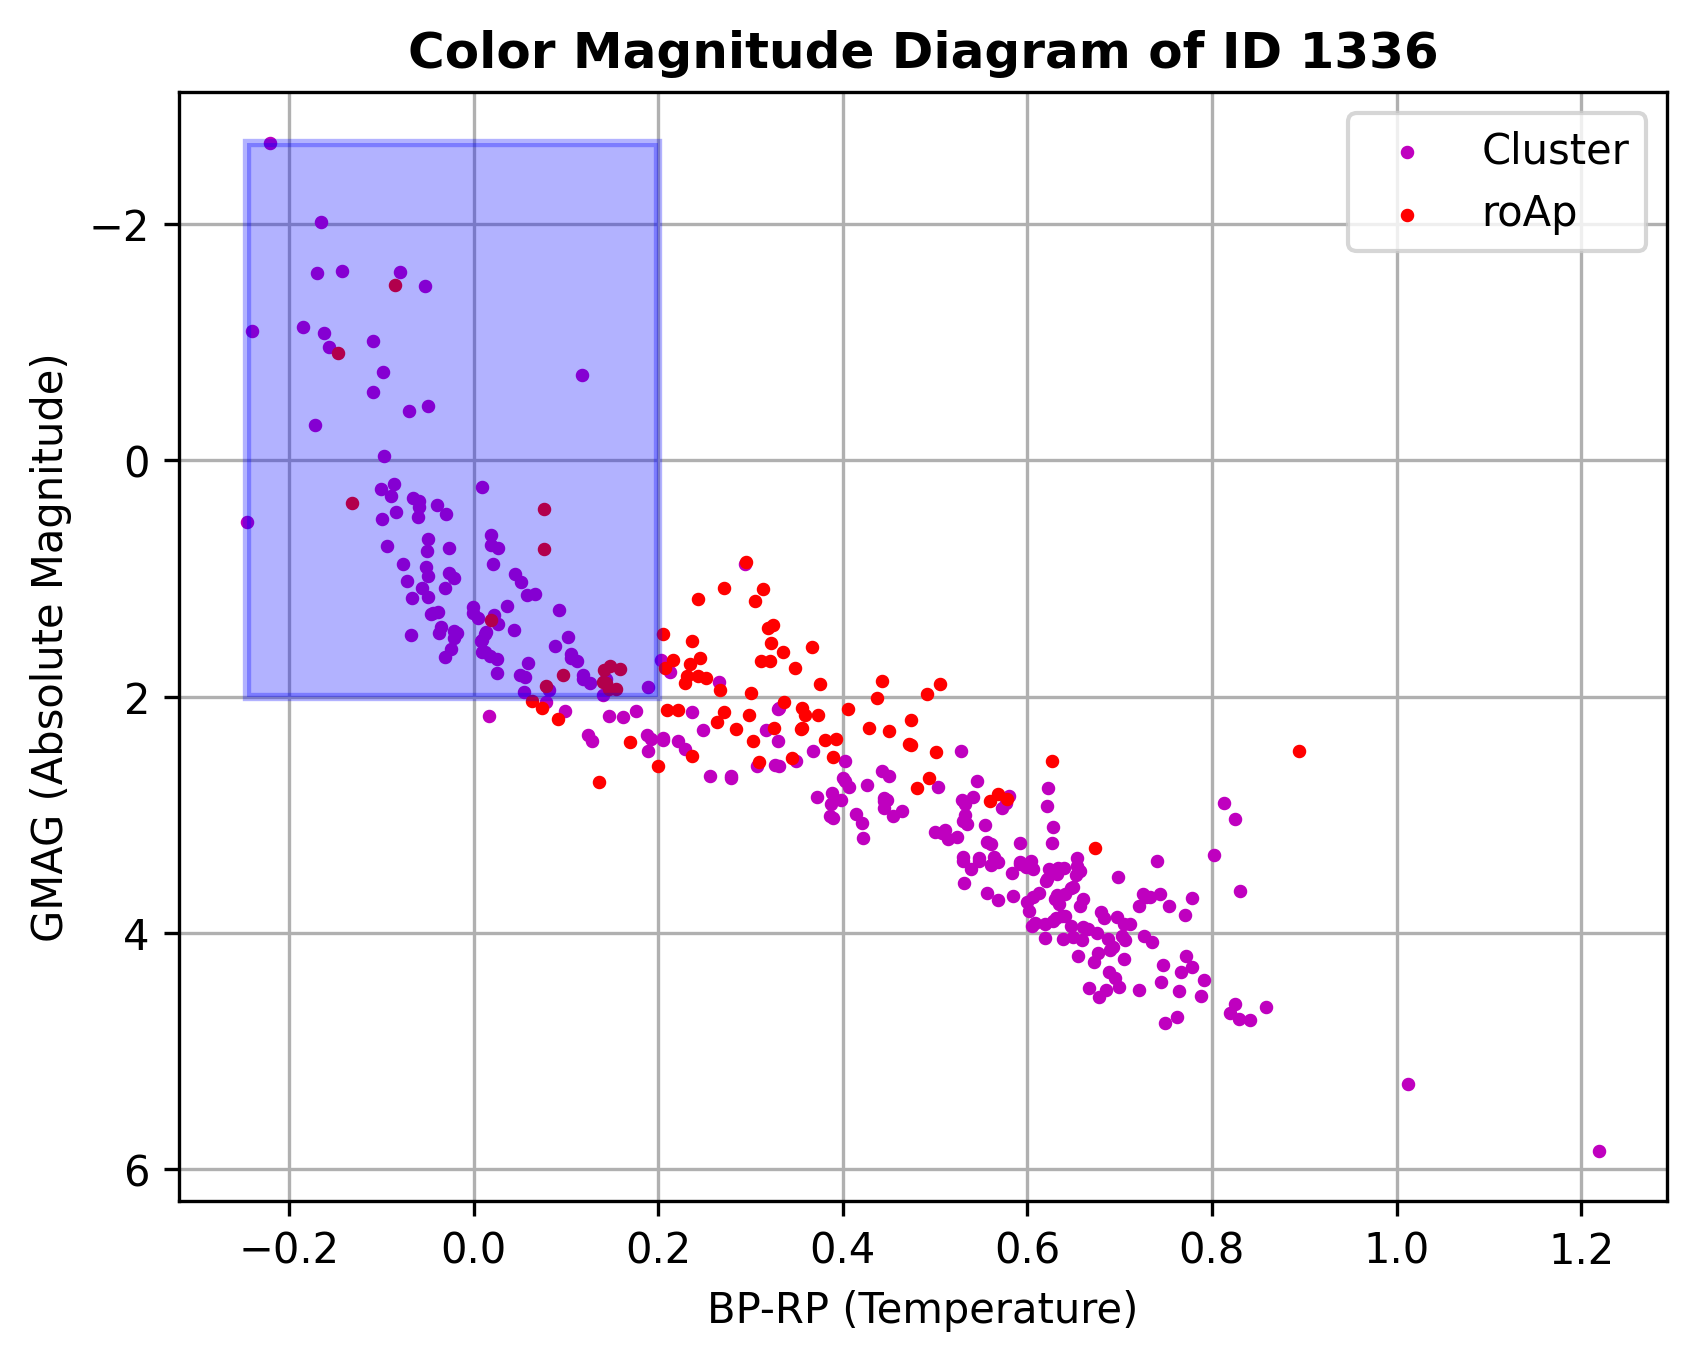 Color Magnitude Diagram of ID 1336
Cluster
roAp
GMAG (Absolute Magnitude)
−2
0
2
4
6
−0.2 0.0 0.2 0.4 0.6 0.8 1.0 1.2
BP-RP (Temperature)